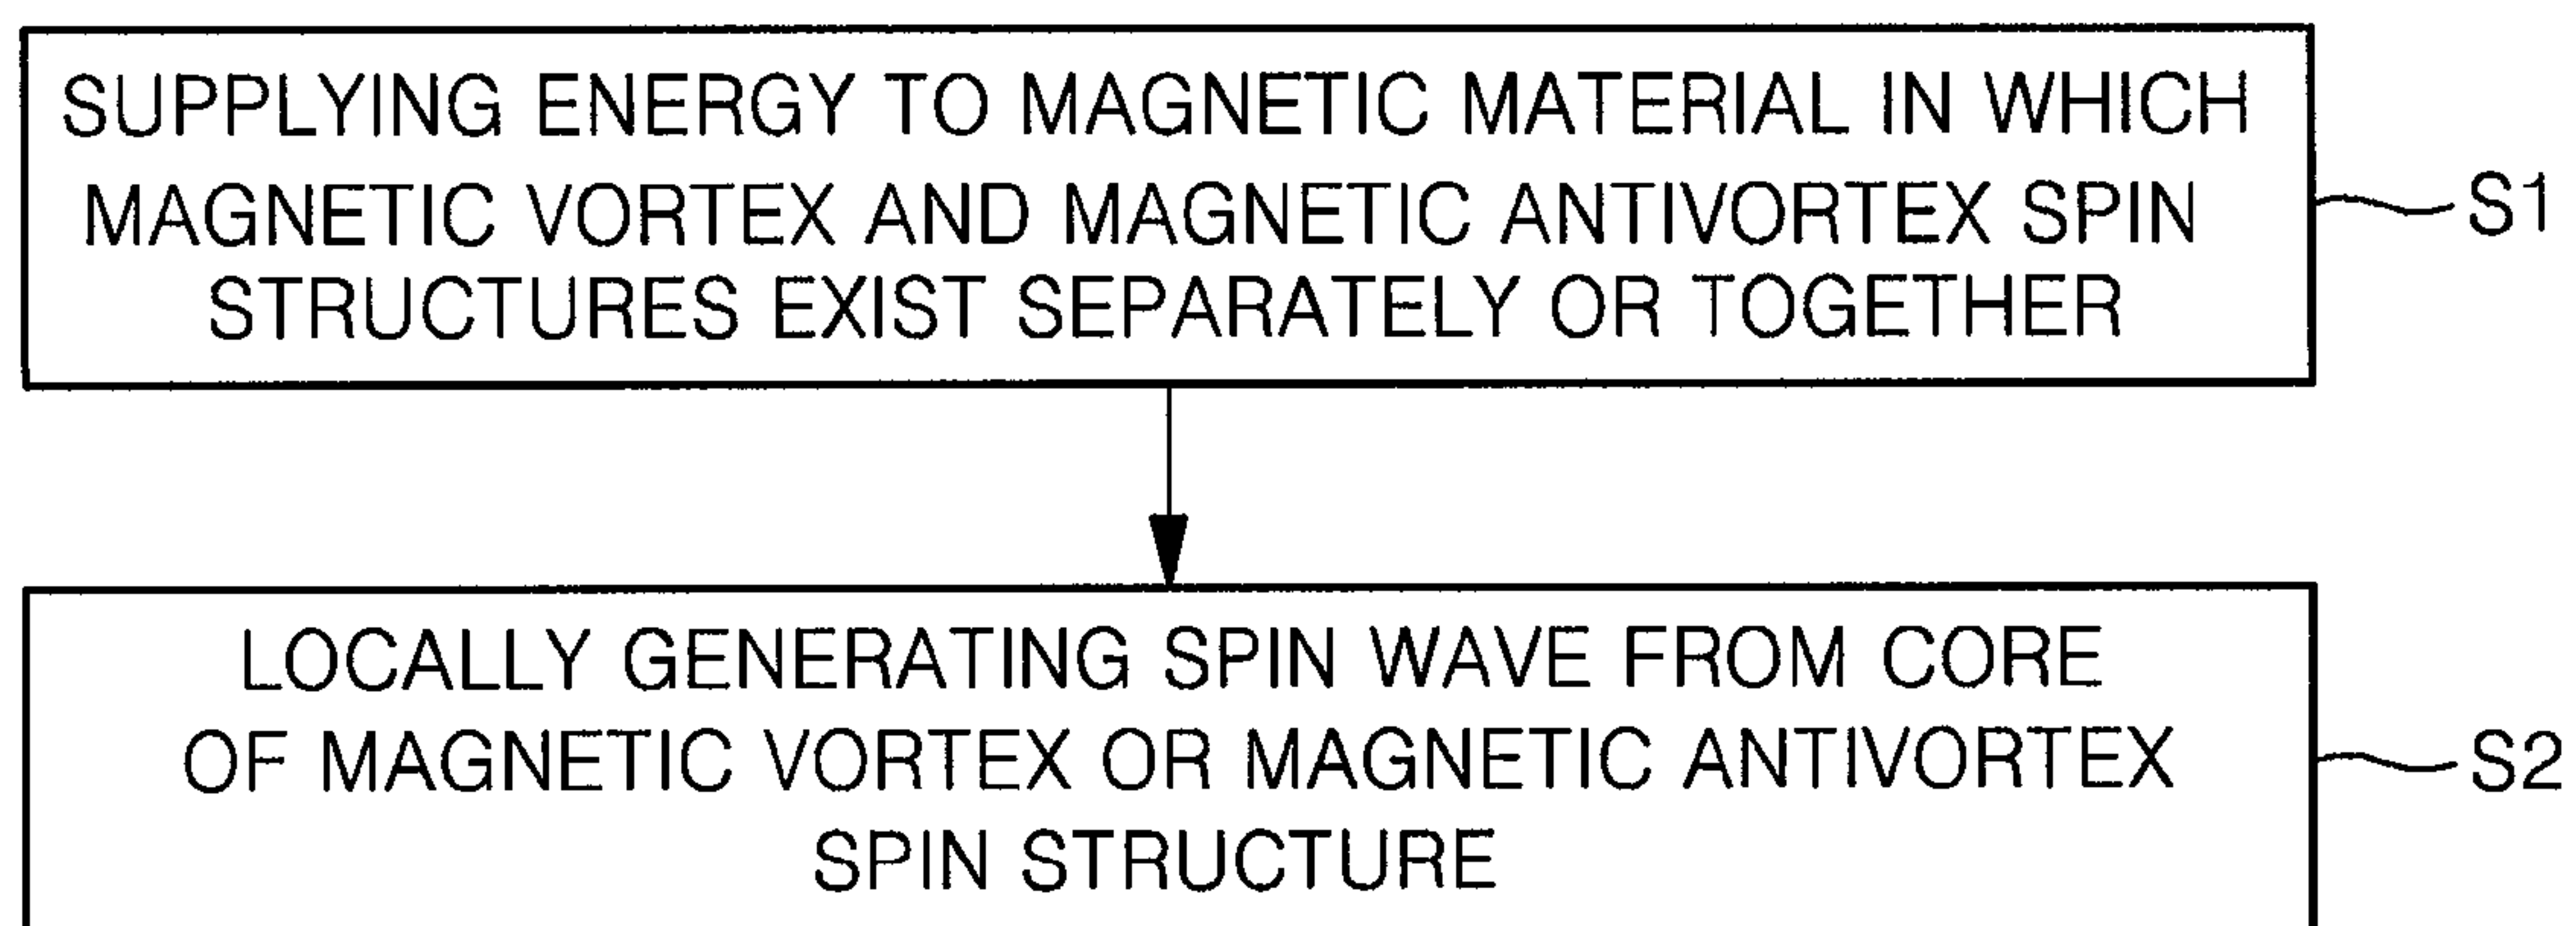 SUPPLYING ENERGY TO MAGNETIC MATERIAL IN WHICH
MAGNETIC VORTEX AND MAGNETIC ANTIVORTEX SPIN
STRUCTURES EXIST SEPARATELY OR TOGETHER
S1
LOCALLY GENERATING SPIN WAVE FROM CORE
OF MAGNETIC VORTEX OR MAGNETIC ANTIVORTEX
SPIN STRUCTURE
S2